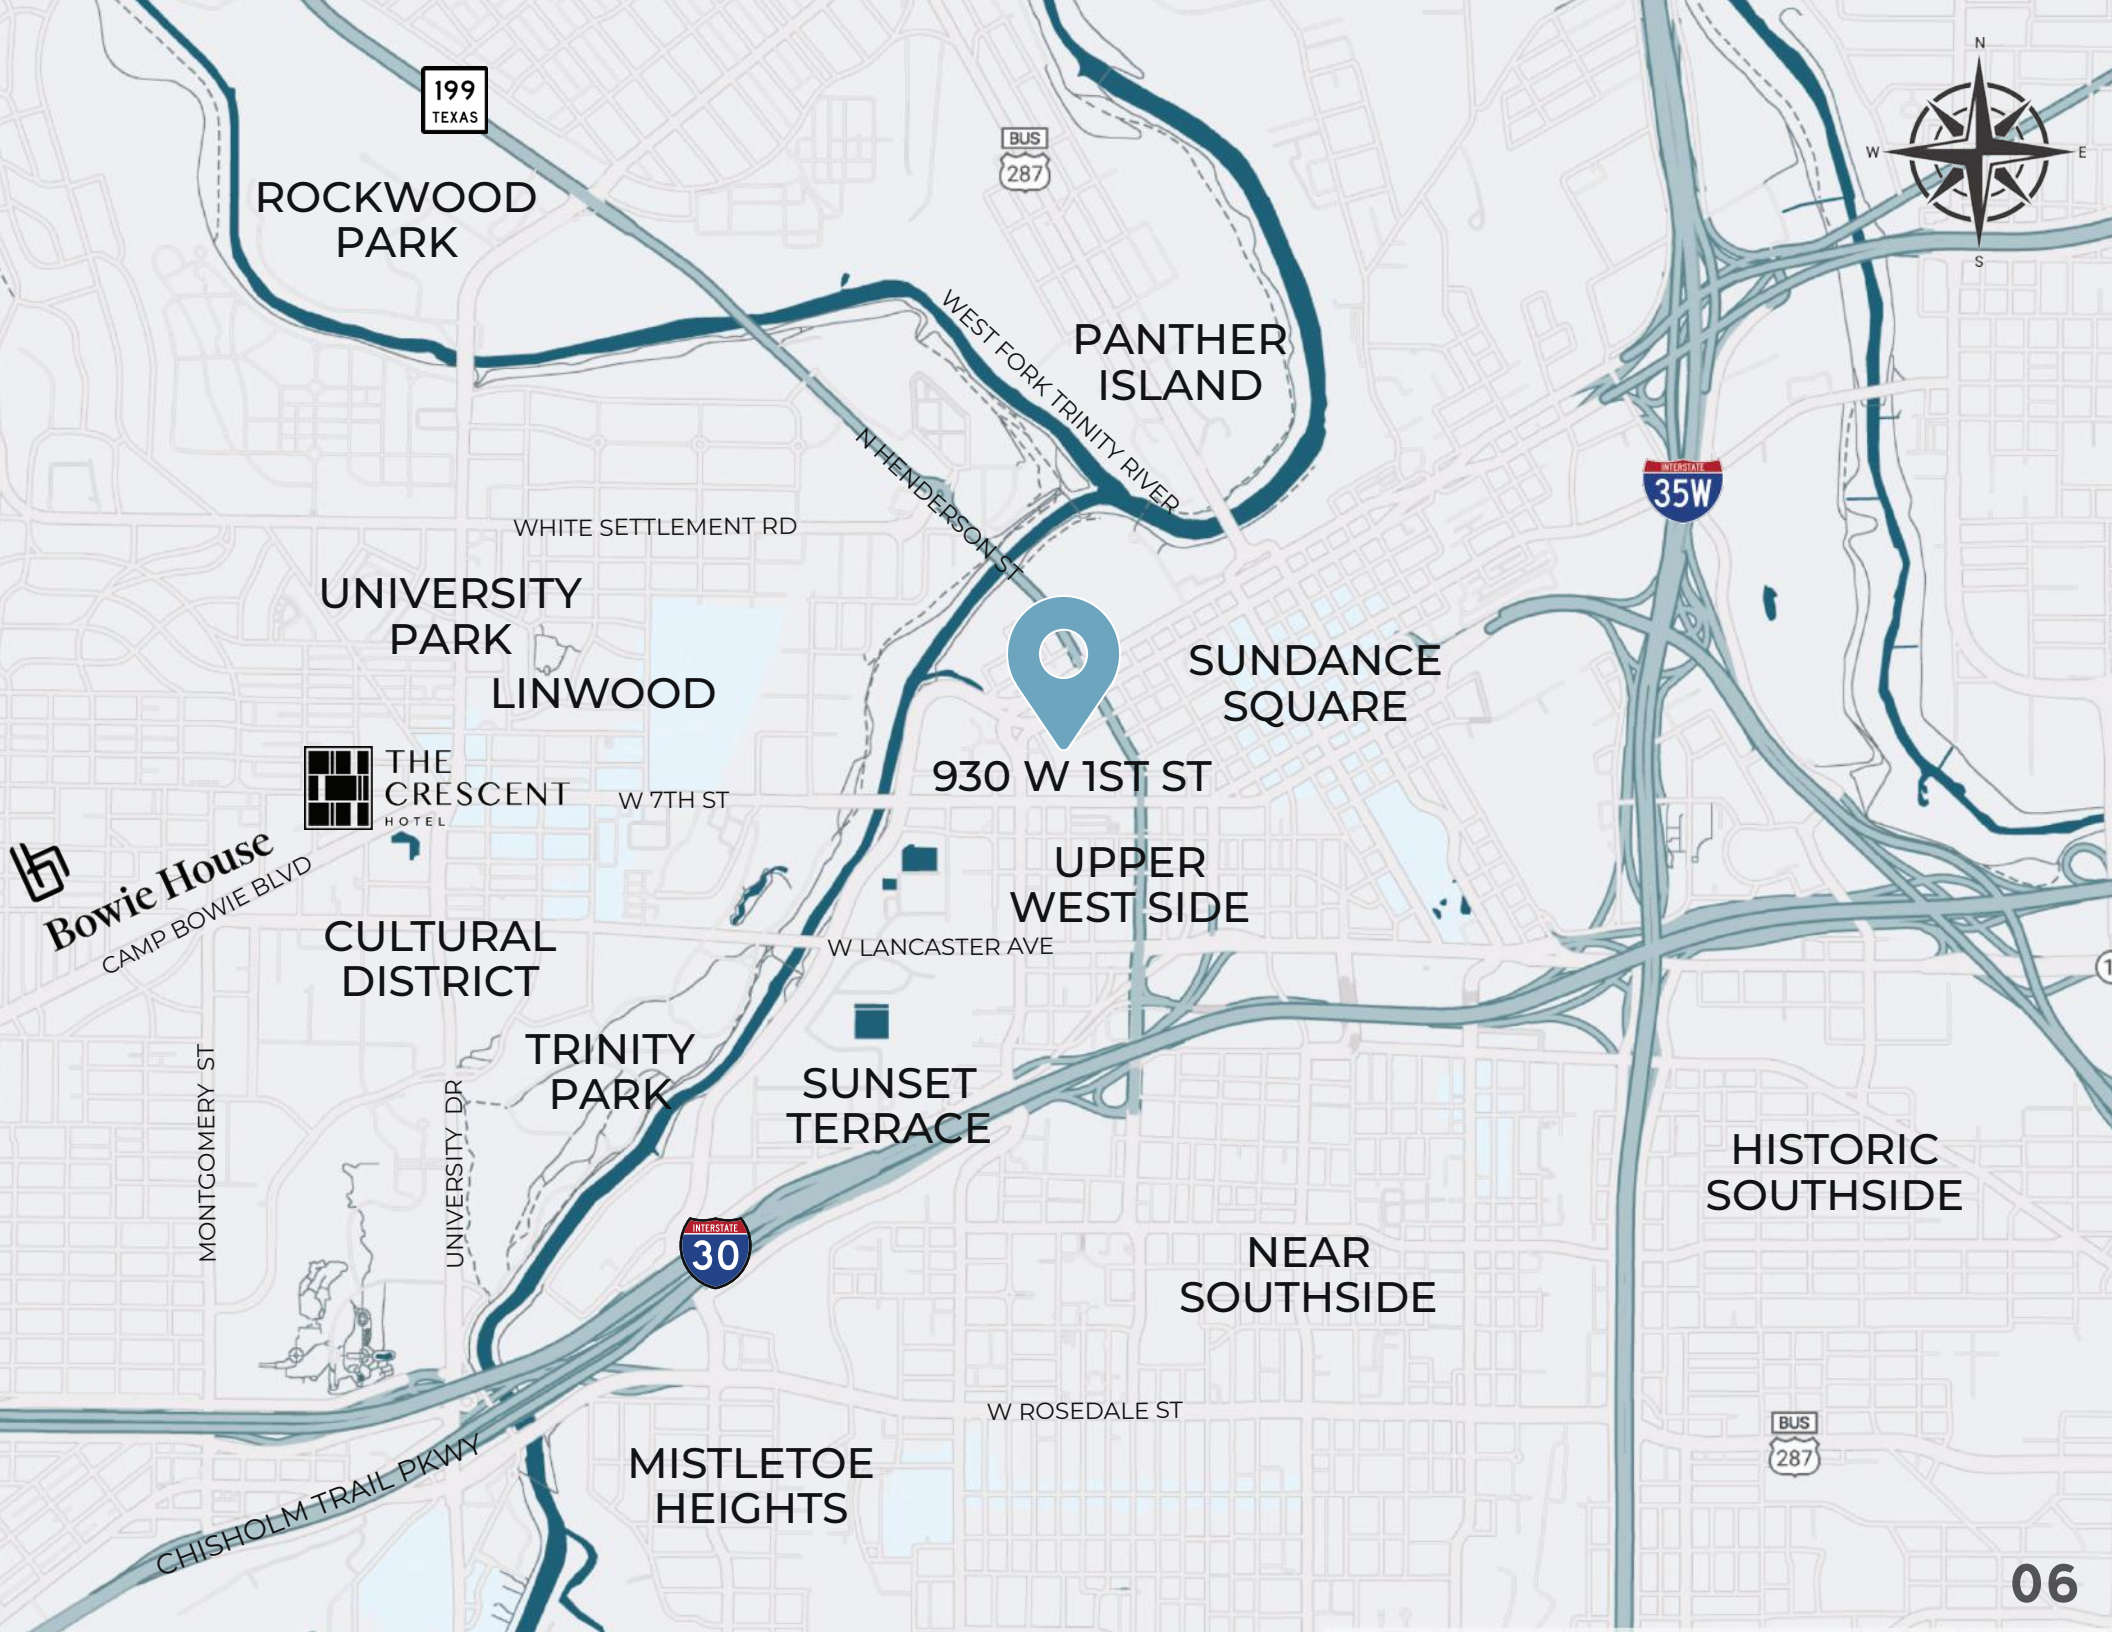 N
199
TEXAS
BUS
287
W
E
S
ROCKWOOD
PARK
WEST FORK TRINITY RIVER
PANTHER
ISLAND
N HENDERSON ST
INTERSTATE
35W
WHITE SETTLEMENT RD
UNIVERSITY
PARK
LINWOOD
SUNDANCE
SQUARE
THE
CRESCENT
HOTEL
W 7TH ST
930 W 1ST ST
Bowie House
CAMP BOWIE BLVD
UPPER
WEST SIDE
CULTURAL
DISTRICT
W LANCASTER AVE
1
TRINITY
PARK
SUNSET
TERRACE
MONTGOMERY ST
UNIVERSITY DR
HISTORIC
SOUTHSIDE
INTERSTATE
30
NEAR
SOUTHSIDE
W ROSEDALE ST
BUS
287
MISTLETOE
HEIGHTS
CHISHOLM TRAIL PKWY
06